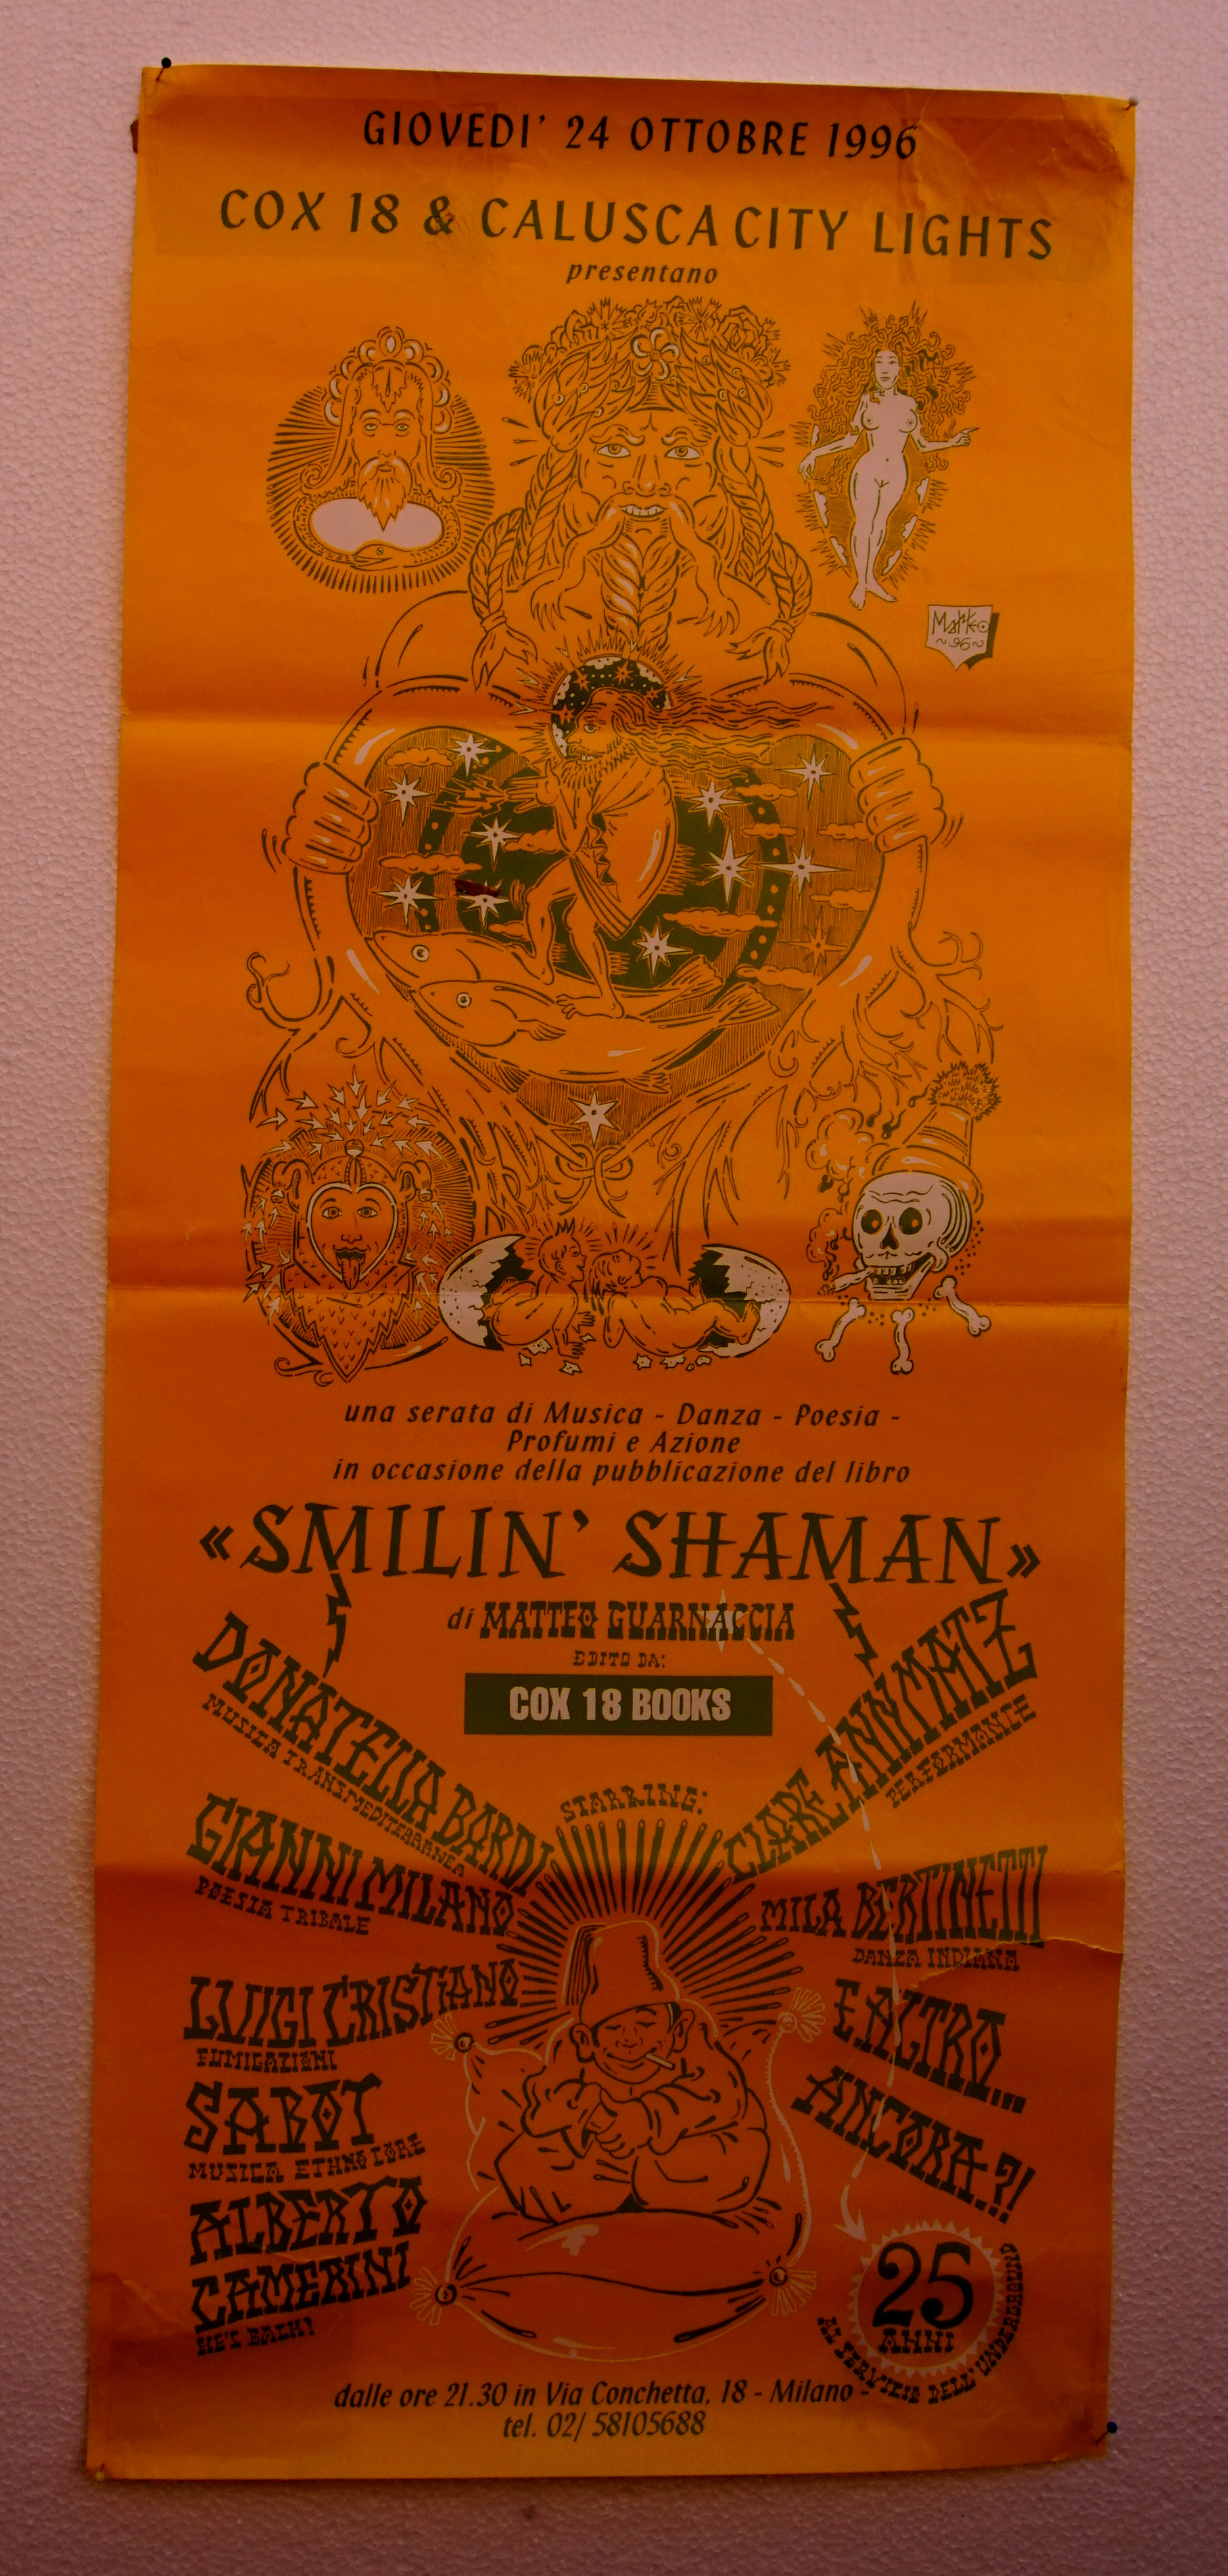 GIOVEDI' 24 OTTOBRE 1996
COX 18 & CALUSCA CITY LIGHTS
presentano
Matteo
~96~
una serata di Musica - Danza - Poesia -
Profumi e Azione
in occasione della pubblicazione del libro
«SMILIN' SHAMAN»
di MATTEO GUARNACCIA
EDITO DA:
COX 18 BOOKS
STARRING:
DONATELLA BARDI
MUSICA TRANSMEDITERRANEA
GIANNI MILANO
POESIA TRIBALE
LUIGI CRISTIANO
FUMIGAZIONI
SABOT
MUSICA ETHNO CORE
ALBERTO
CAMERINI
HE'S BACK!
CLARE ANN MATZ
PERFORMANCE
MILA BERTINETTI
DANZA INDIANA
E ALTRO...
ANCORA?!
25
ANNI
AL SERVIZIO DELL'UNDERGROUND
dalle ore 21.30 in Via Conchetta, 18 - Milano -
tel. 02/ 58105688